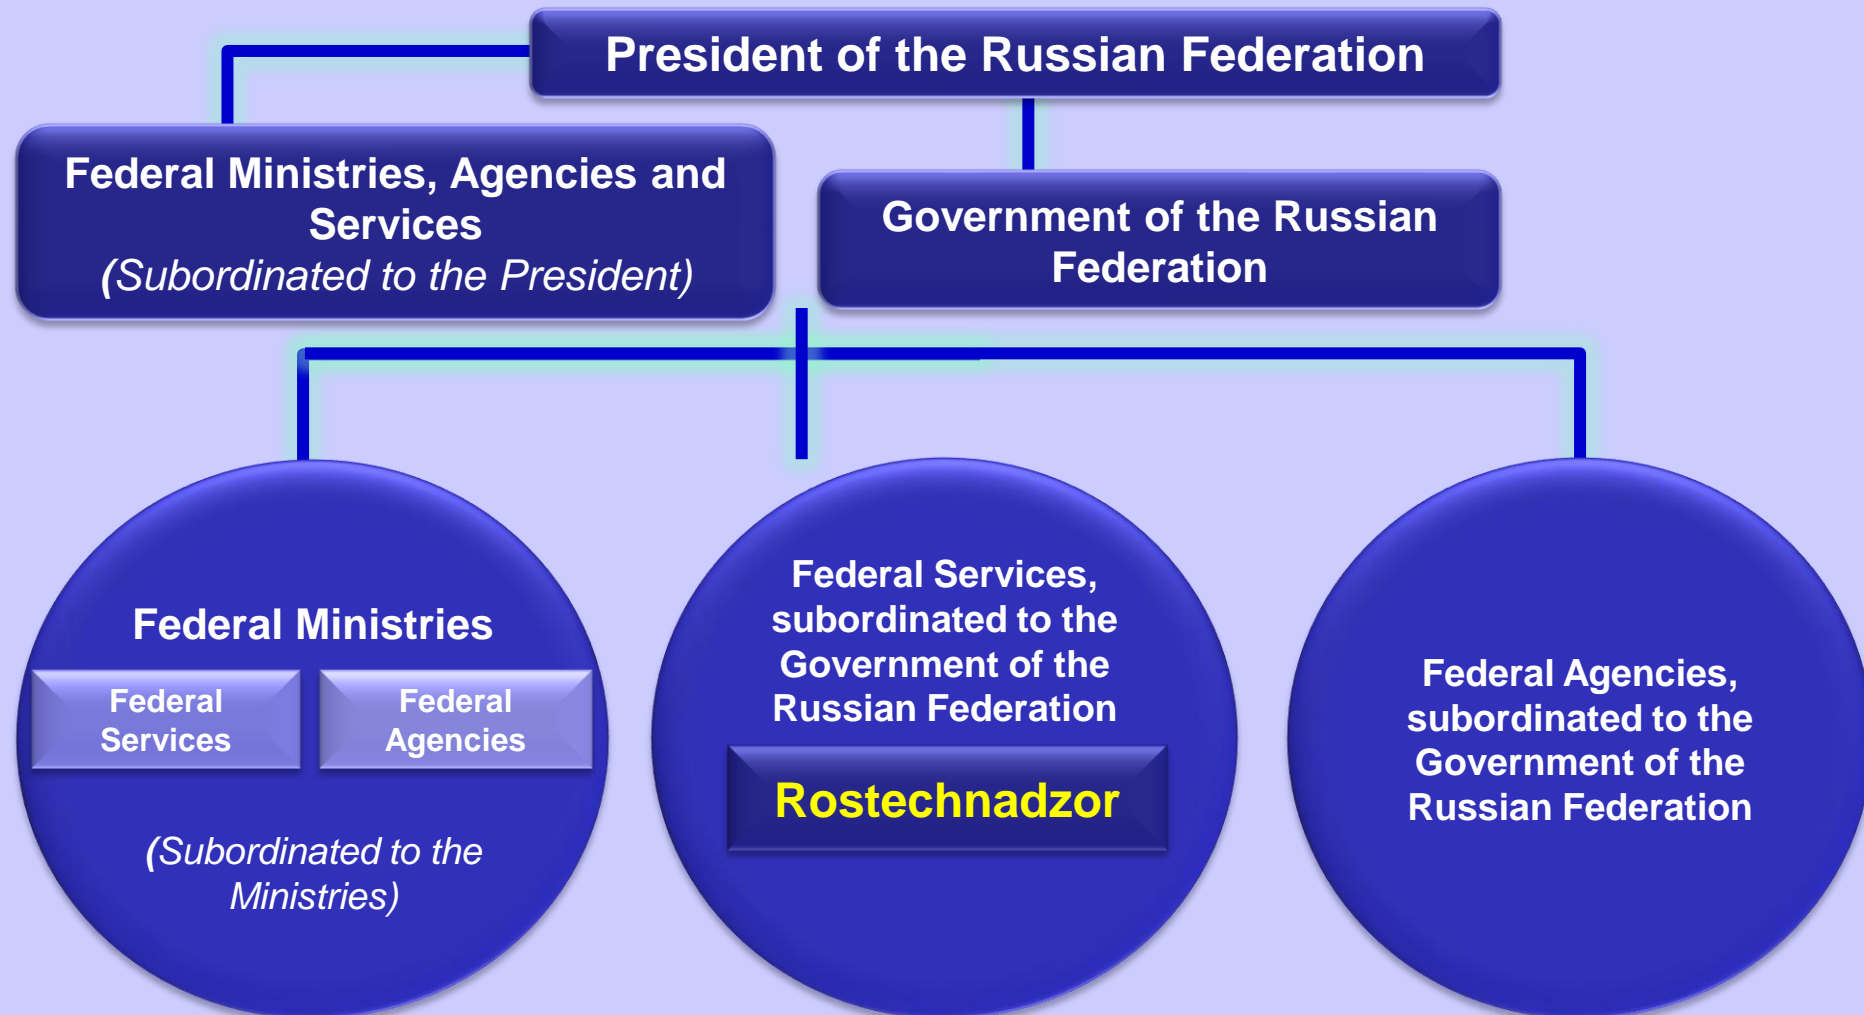 President of the Russian Federation
Federal Ministries, Agencies and
Services
(Subordinated to the President)
Government of the Russian
Federation
Federal Ministries
Federal
Services
Federal
Agencies
(Subordinated to the
Ministries)
Federal Services,
subordinated to the
Government of the
Russian Federation
Rostechnadzor
Federal Agencies,
subordinated to the
Government of the
Russian Federation